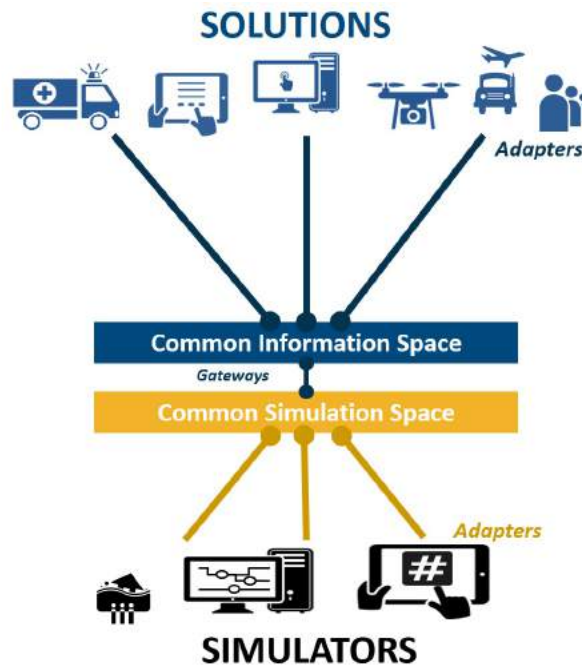 SOLUTIONS
Adapters
Common Information Space
Gateways
Common Simulation Space
Adapters
#
SIMULATORS